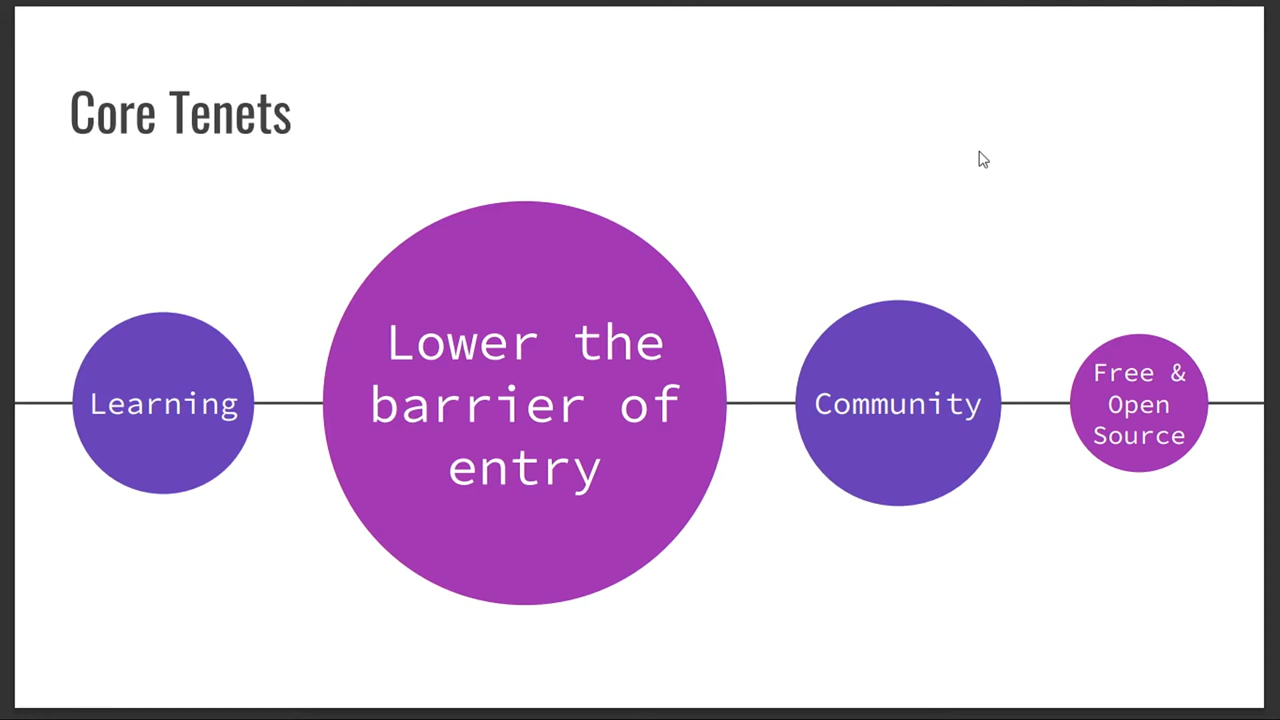 Core Tenets
Learning
Lower the
barrier of
entry
Community
Free &
Open
Source